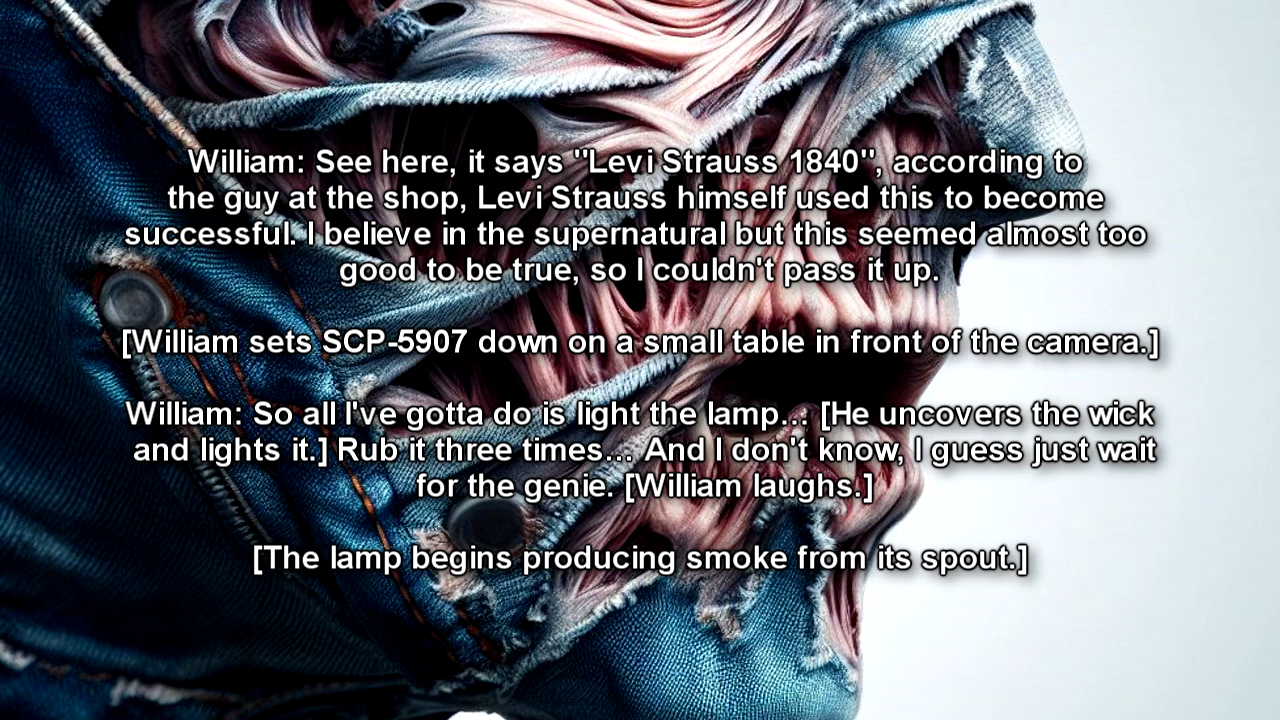 William: See here, it says "Levi Strauss 1840", according to
the guy at the shop, Levi Strauss himself used this to become
successful. I believe in the supernatural but this seemed almost too
good to be true, so I couldn't pass it up.
[William sets SCP-5907 down on a small table in front of the camera.]
William: So all I've gotta do is light the lamp… [He uncovers the wick
and lights it.] Rub it three times… And I don't know, I guess just wait
for the genie. [William laughs.]
[The lamp begins producing smoke from its spout.]